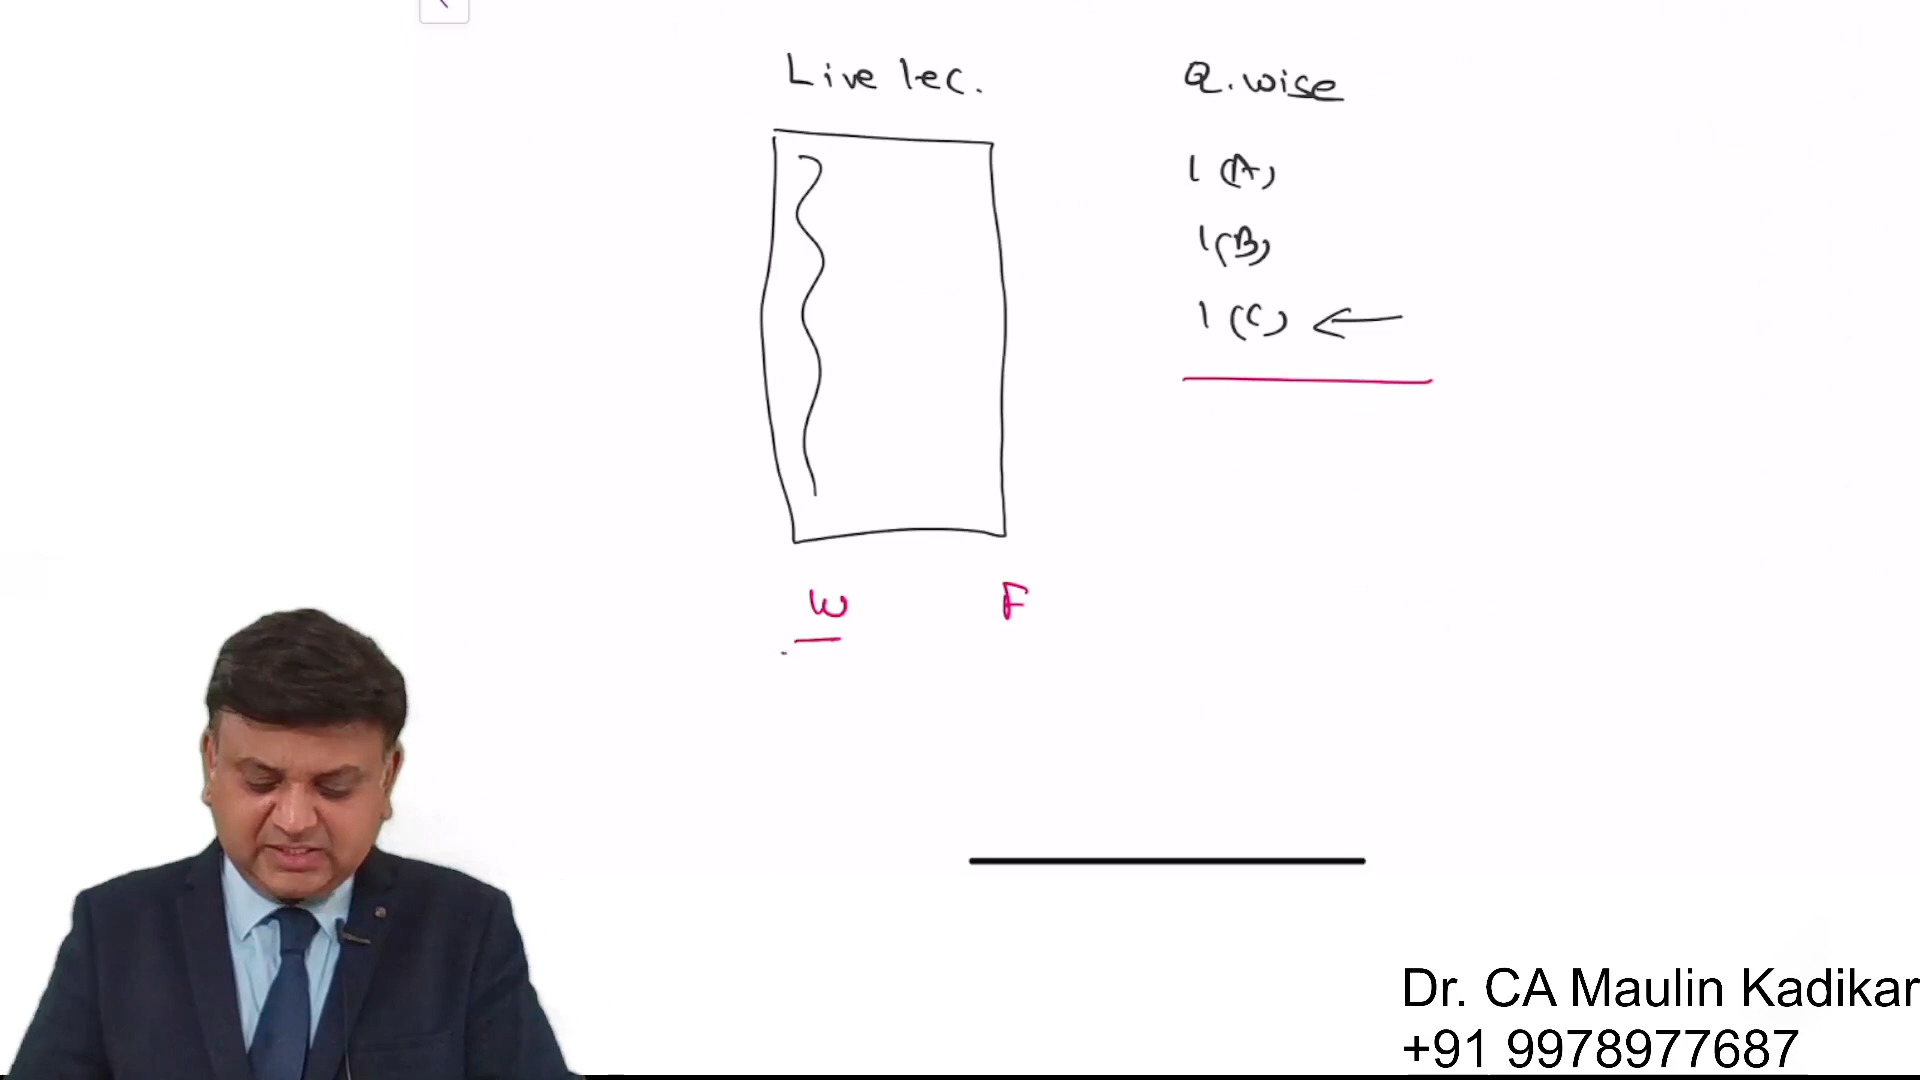 Live lec.
Q. wise
1 (A)
1 (B)
1 (C) ←
W F
Dr. CA Maulin Kadikar
+91 9978977687